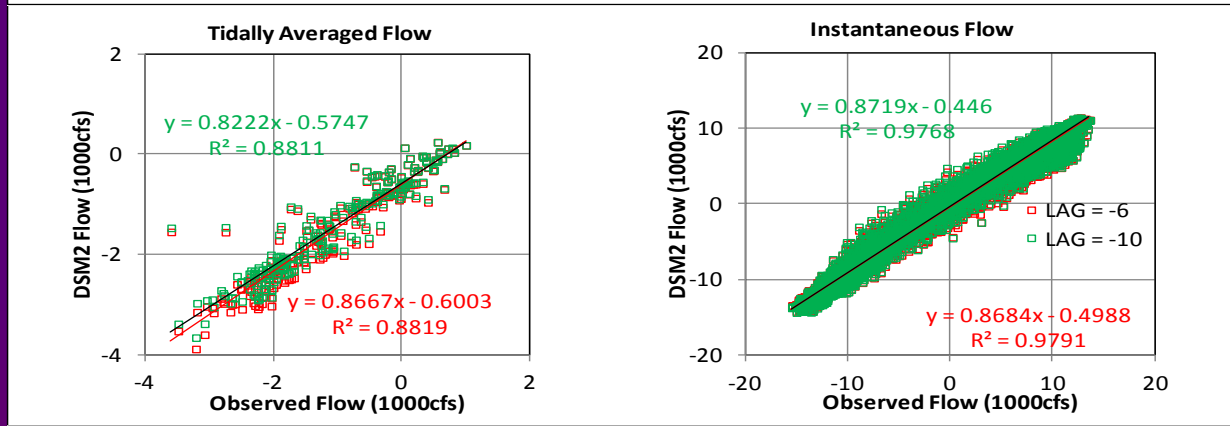 Tidally Averaged Flow
2
0
-2
-4
-4
-2
0
2
DSM2 Flow (1000cfs)
Observed Flow (1000cfs)
y = 0.8222x - 0.5747
R² = 0.8811
y = 0.8667x - 0.6003
R² = 0.8819
Instantaneous Flow
20
10
0
-10
-20
-20
-10
0
10
20
DSM2 Flow (1000cfs)
Observed Flow (1000cfs)
y = 0.8719x - 0.446
R² = 0.9768
LAG = -6
LAG = -10
y = 0.8684x - 0.4988
R² = 0.9791